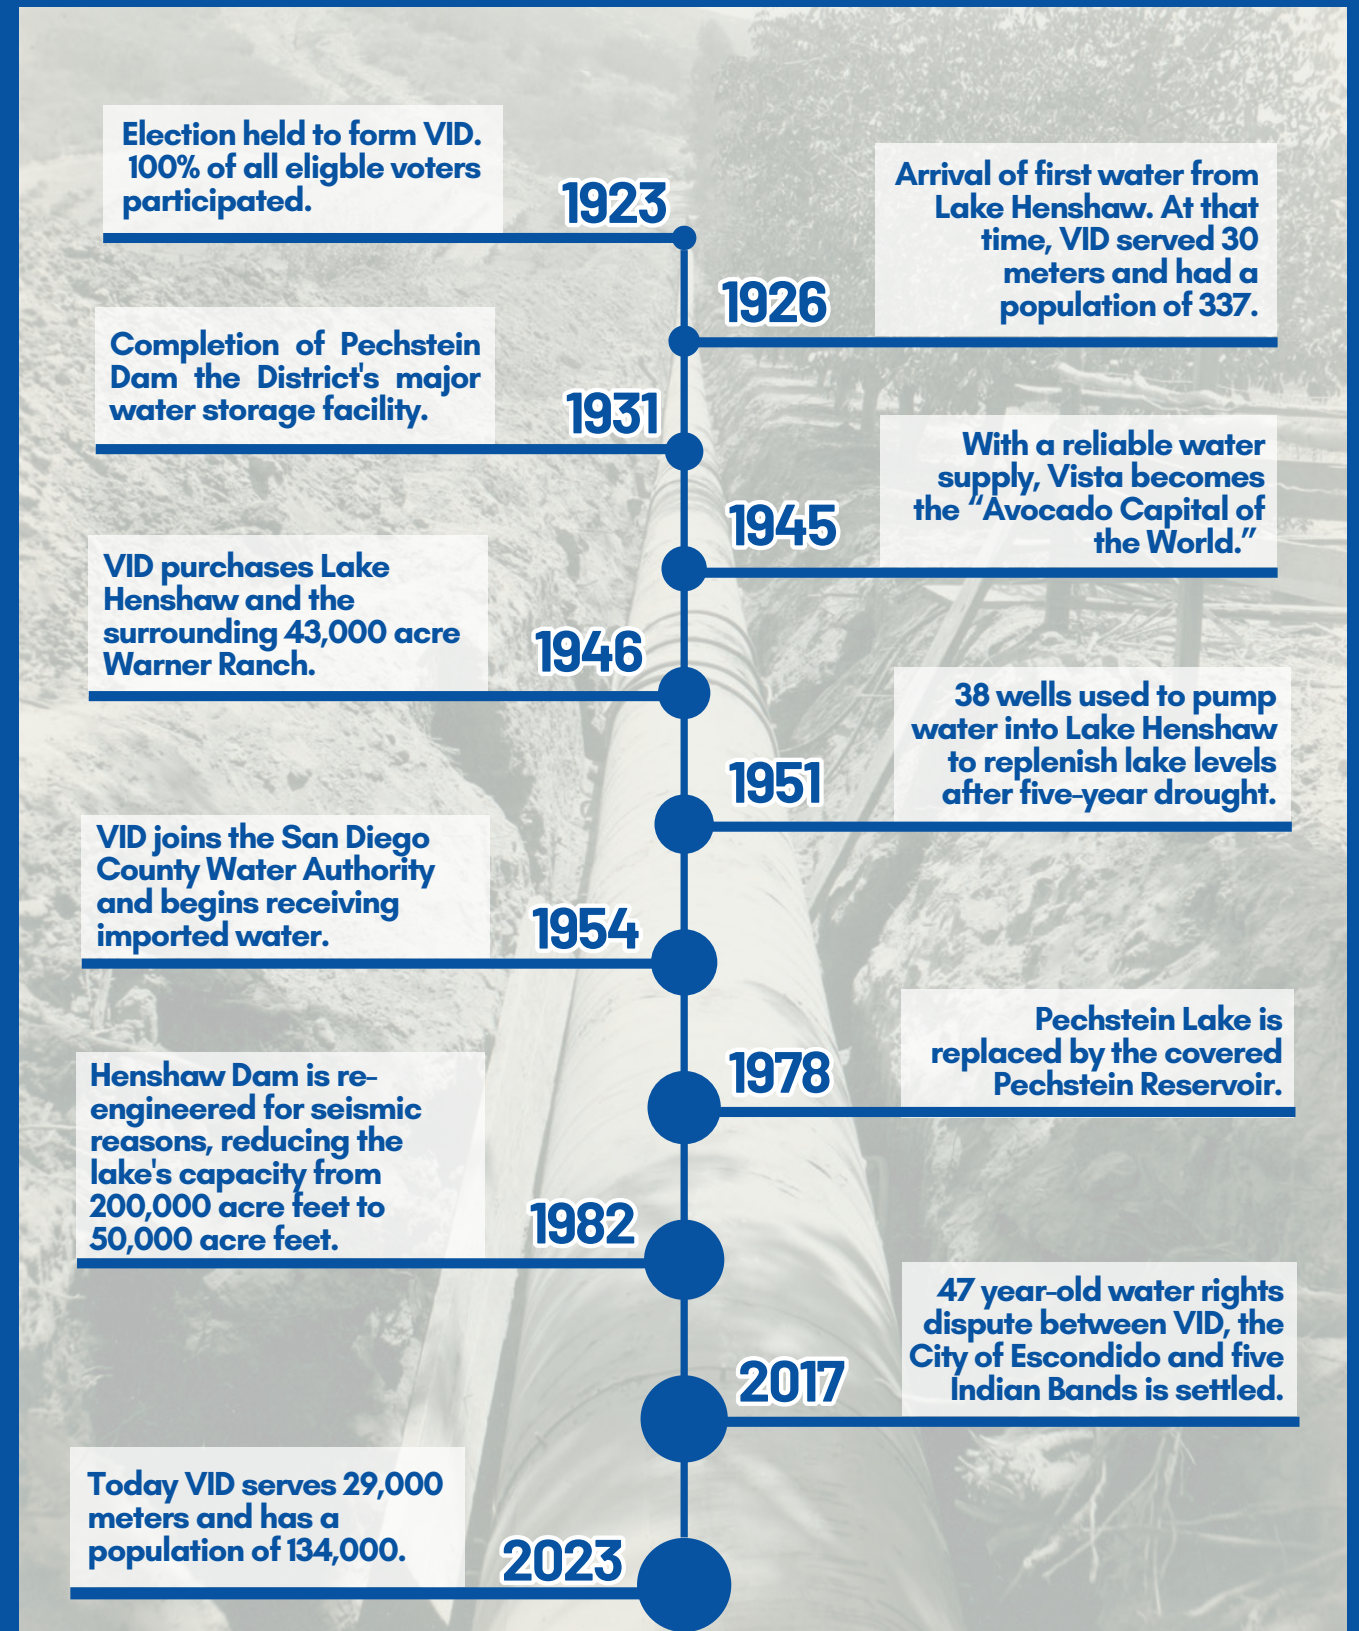 Election held to form VID.
100% of all eligble voters
participated.
1923
Arrival of first water from
Lake Henshaw. At that
time, VID served 30
meters and had a
population of 337.
1926
Completion of Pechstein
Dam the District's major
water storage facility.
1931
With a reliable water
supply, Vista becomes
the “Avocado Capital of
the World.”
1945
VID purchases Lake
Henshaw and the
surrounding 43,000 acre
Warner Ranch.
1946
38 wells used to pump
water into Lake Henshaw
to replenish lake levels
after five-year drought.
1951
VID joins the San Diego
County Water Authority
and begins receiving
imported water.
1954
Pechstein Lake is
replaced by the covered
Pechstein Reservoir.
1978
Henshaw Dam is re-
engineered for seismic
reasons, reducing the
lake's capacity from
200,000 acre feet to
50,000 acre feet.
1982
47 year-old water rights
dispute between VID, the
City of Escondido and five
Indian Bands is settled.
2017
Today VID serves 29,000
meters and has a
population of 134,000.
2023